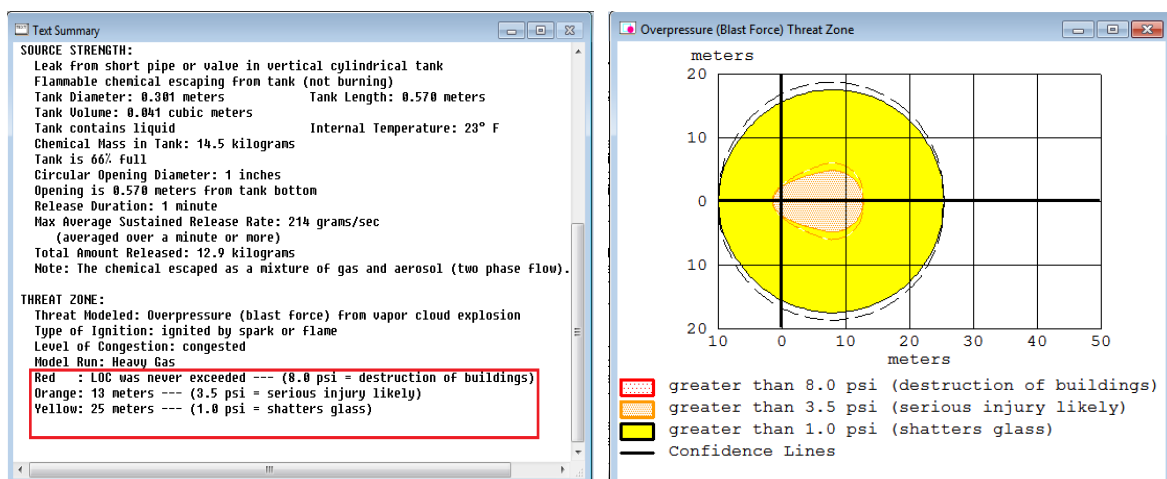 Text Summary
SOURCE STRENGTH:
Leak from short pipe or valve in vertical cylindrical tank
Flammable chemical escaping from tank (not burning)
Tank Diameter: 0.301 meters Tank Length: 0.570 meters
Tank Volume: 0.041 cubic meters
Tank contains liquid Internal Temperature: 23° F
Chemical Mass in Tank: 14.5 kilograms
Tank is 66% full
Circular Opening Diameter: 1 inches
Opening is 0.570 meters from tank bottom
Release Duration: 1 minute
Max Average Sustained Release Rate: 214 grams/sec
(averaged over a minute or more)
Total Amount Released: 12.9 kilograms
Note: The chemical escaped as a mixture of gas and aerosol (two phase flow).
THREAT ZONE:
Threat Modeled: Overpressure (blast force) from vapor cloud explosion
Type of Ignition: ignited by spark or flame
Level of Congestion: congested
Model Run: Heavy Gas
Red : LOC was never exceeded --- (8.0 psi = destruction of buildings)
Orange: 13 meters --- (3.5 psi = serious injury likely)
Yellow: 25 meters --- (1.0 psi = shatters glass)
Overpressure (Blast Force) Threat Zone
meters
20
10
0
10
20
10 0 10 20 30 40 50
meters
greater than 8.0 psi (destruction of buildings)
greater than 3.5 psi (serious injury likely)
greater than 1.0 psi (shatters glass)
Confidence Lines